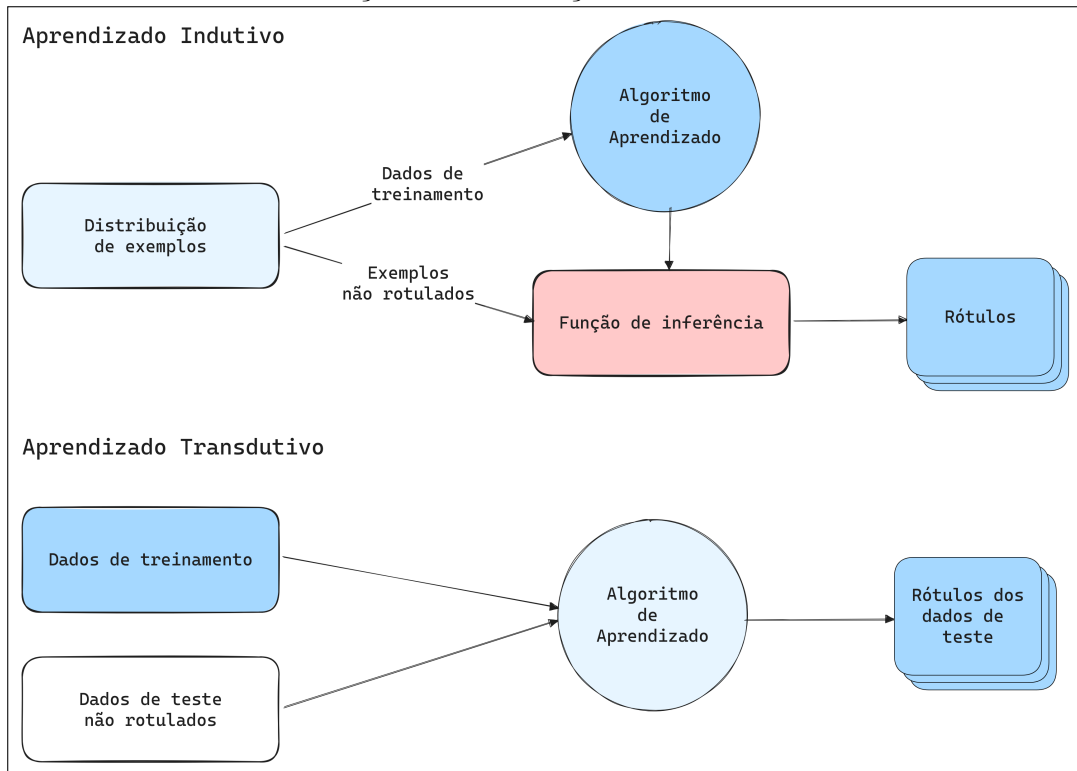 Aprendizado Indutivo
Algoritmo
de
Aprendizado
Dados de
treinamento
Distribuição
de exemplos
Exemplos
não rotulados
Função de inferência
Rótulos
Aprendizado Transdutivo
Dados de treinamento
Algoritmo
de
Aprendizado
Rótulos dos
dados de
teste
Dados de teste
não rotulados